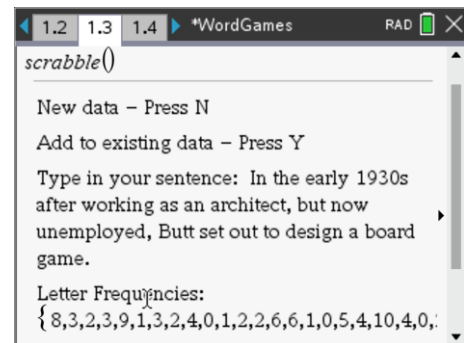 1.2 1.3 1.4 *WordGames RAD
scrabble()
New data – Press N
Add to existing data – Press Y
Type in your sentence: In the early 1930s
after working as an architect, but now
unemployed, Butt set out to design a board
game.
Letter Frequencies:
{8,3,2,3,9,1,3,2,4,0,1,2,2,6,6,1,0,5,4,10,4,0,